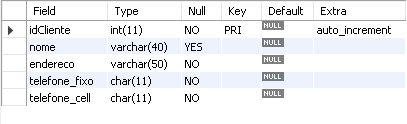 Field Type Null Key Default Extra
idCliente int(11) NO PRI NULL auto_increment
nome varchar(40) YES NULL
endereco varchar(50) NO NULL
telefone_fixo char(11) NO NULL
telefone_cell char(11) NO NULL